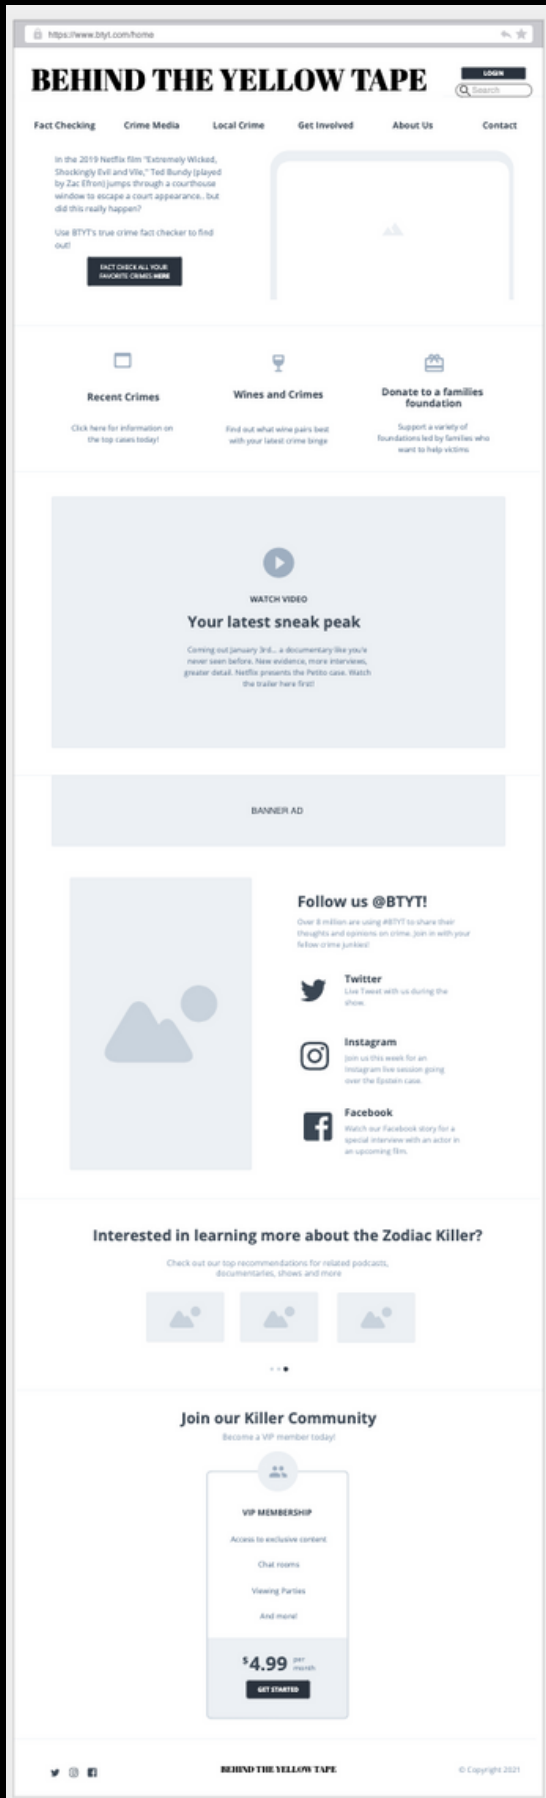 https://www.btyt.com/home
BEHIND THE YELLOW TAPE
LOGIN
Search
Fact Checking
Crime Media
Local Crime
Get Involved
About Us
Contact
In the 2019 Netflix film "Extremely Wicked,
Shockingly Evil and Vile," Ted Bundy (played
by Zac Efron) jumps through a courthouse
window to escape a court appearance.. but
did this really happen?
Use BTYT's true crime fact checker to find
out!
FACT CHECK ALL YOUR
FAVORITE CRIMES HERE
Recent Crimes
Click here for information on
the top cases today!
Wines and Crimes
Find out what wine pairs best
with your latest crime binge
Donate to a families
foundation
Support a variety of
foundations led by families who
want to help victims
WATCH VIDEO
Your latest sneak peak
Coming out January 3rd... a documentary like you've
never seen before. New evidence, more interviews,
greater detail. Netflix presents the Petito case. Watch
the trailer here first!
BANNER AD
Follow us @BTYT!
Over 8 million are using #BTYT to share their
thoughts and opinions on crime. Join in with your
fellow crime junkies!
Twitter
Live Tweet with us during the
show.
Instagram
Join us this week for an
Instagram live session going
over the Epstein case.
Facebook
Watch our Facebook story for a
special interview with an actor in
an upcoming film.
Interested in learning more about the Zodiac Killer?
Check out our top recommendations for related podcasts,
documentaries, shows and more
Join our Killer Community
Become a VIP member today!
VIP MEMBERSHIP
Access to exclusive content
Chat rooms
Viewing Parties
And more!
$4.99 per
month
GET STARTED
BEHIND THE YELLOW TAPE
© Copyright 2021